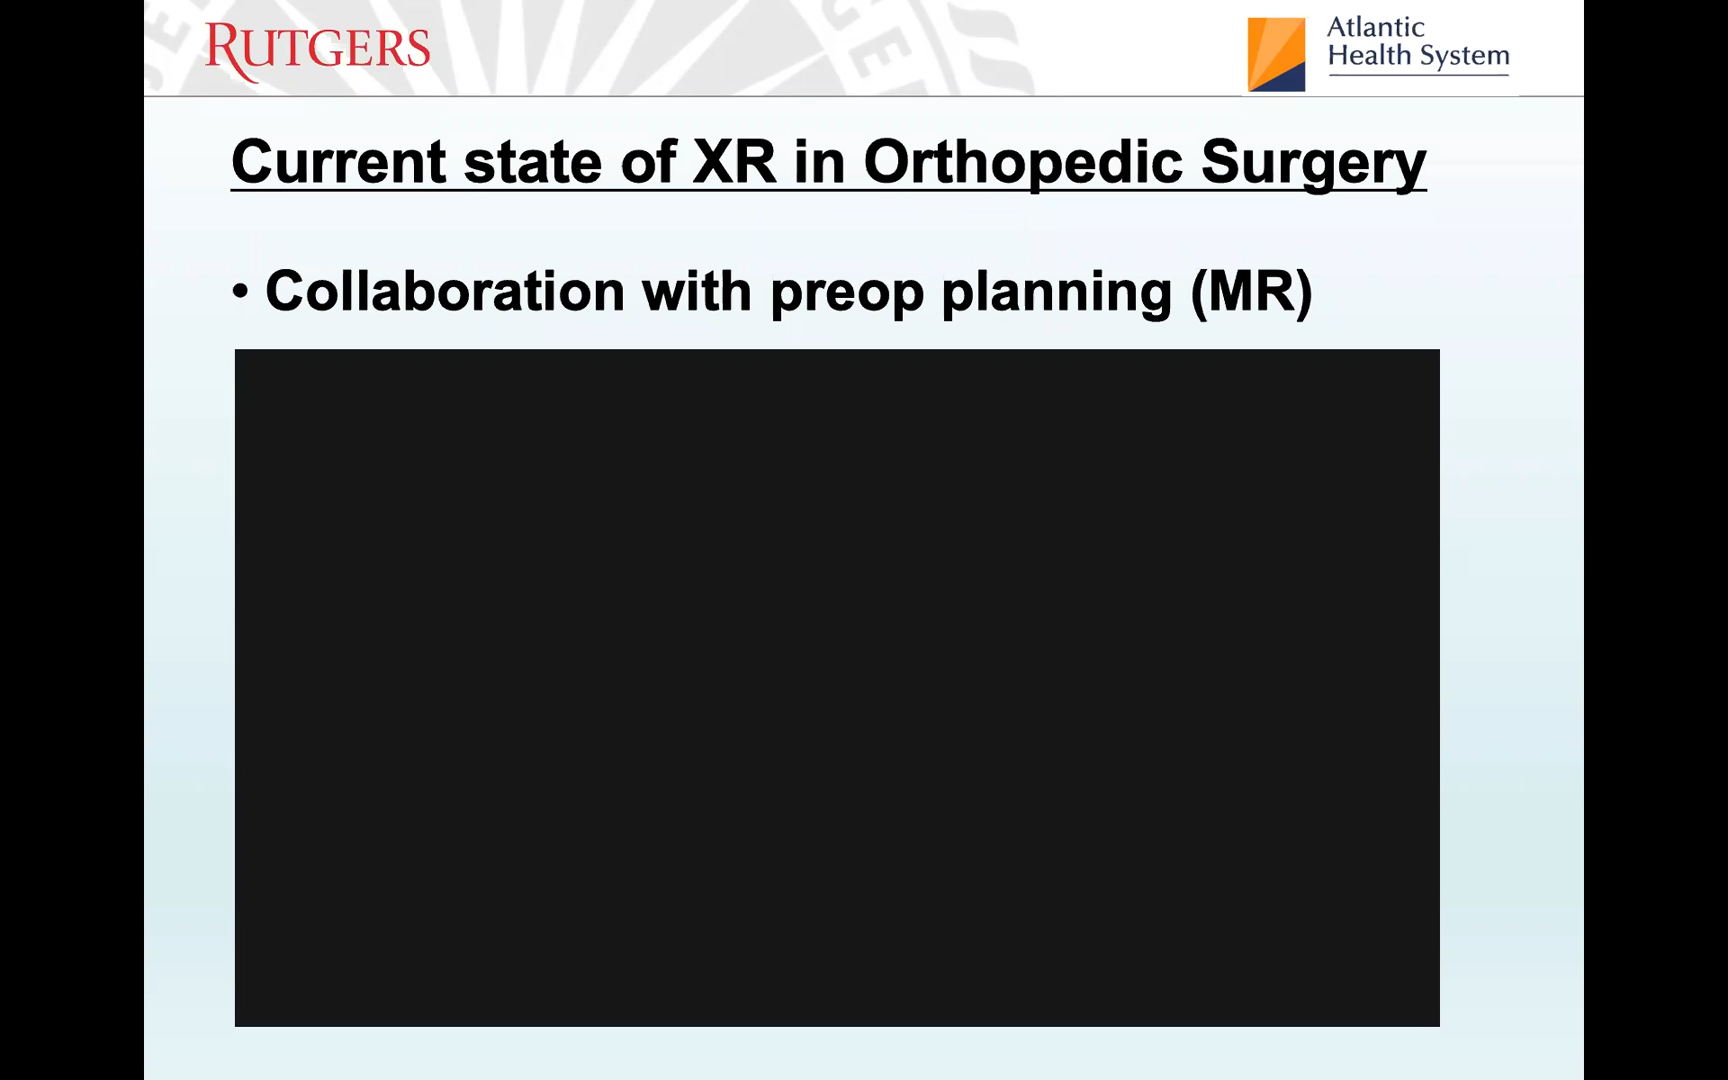 RUTGERS
Atlantic
Health System
Current state of XR in Orthopedic Surgery
• Collaboration with preop planning (MR)